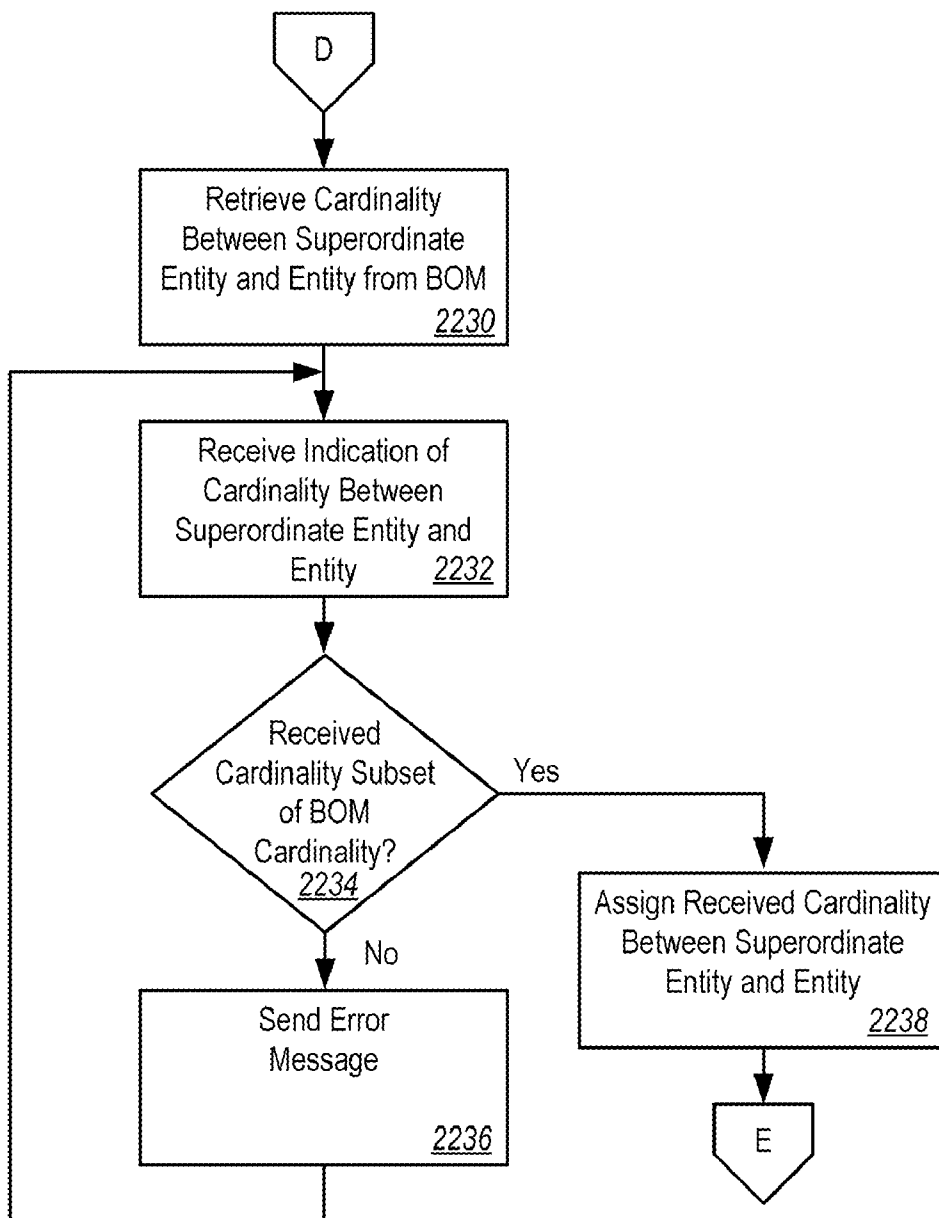 D
Retrieve Cardinality
Between Superordinate
Entity and Entity from BOM
2230
Receive Indication of
Cardinality Between
Superordinate Entity and
Entity
2232
Received
Cardinality Subset
of BOM
Cardinality?
2234
Yes
No
Send Error
Message
2236
Assign Received Cardinality
Between Superordinate
Entity and Entity
2238
E